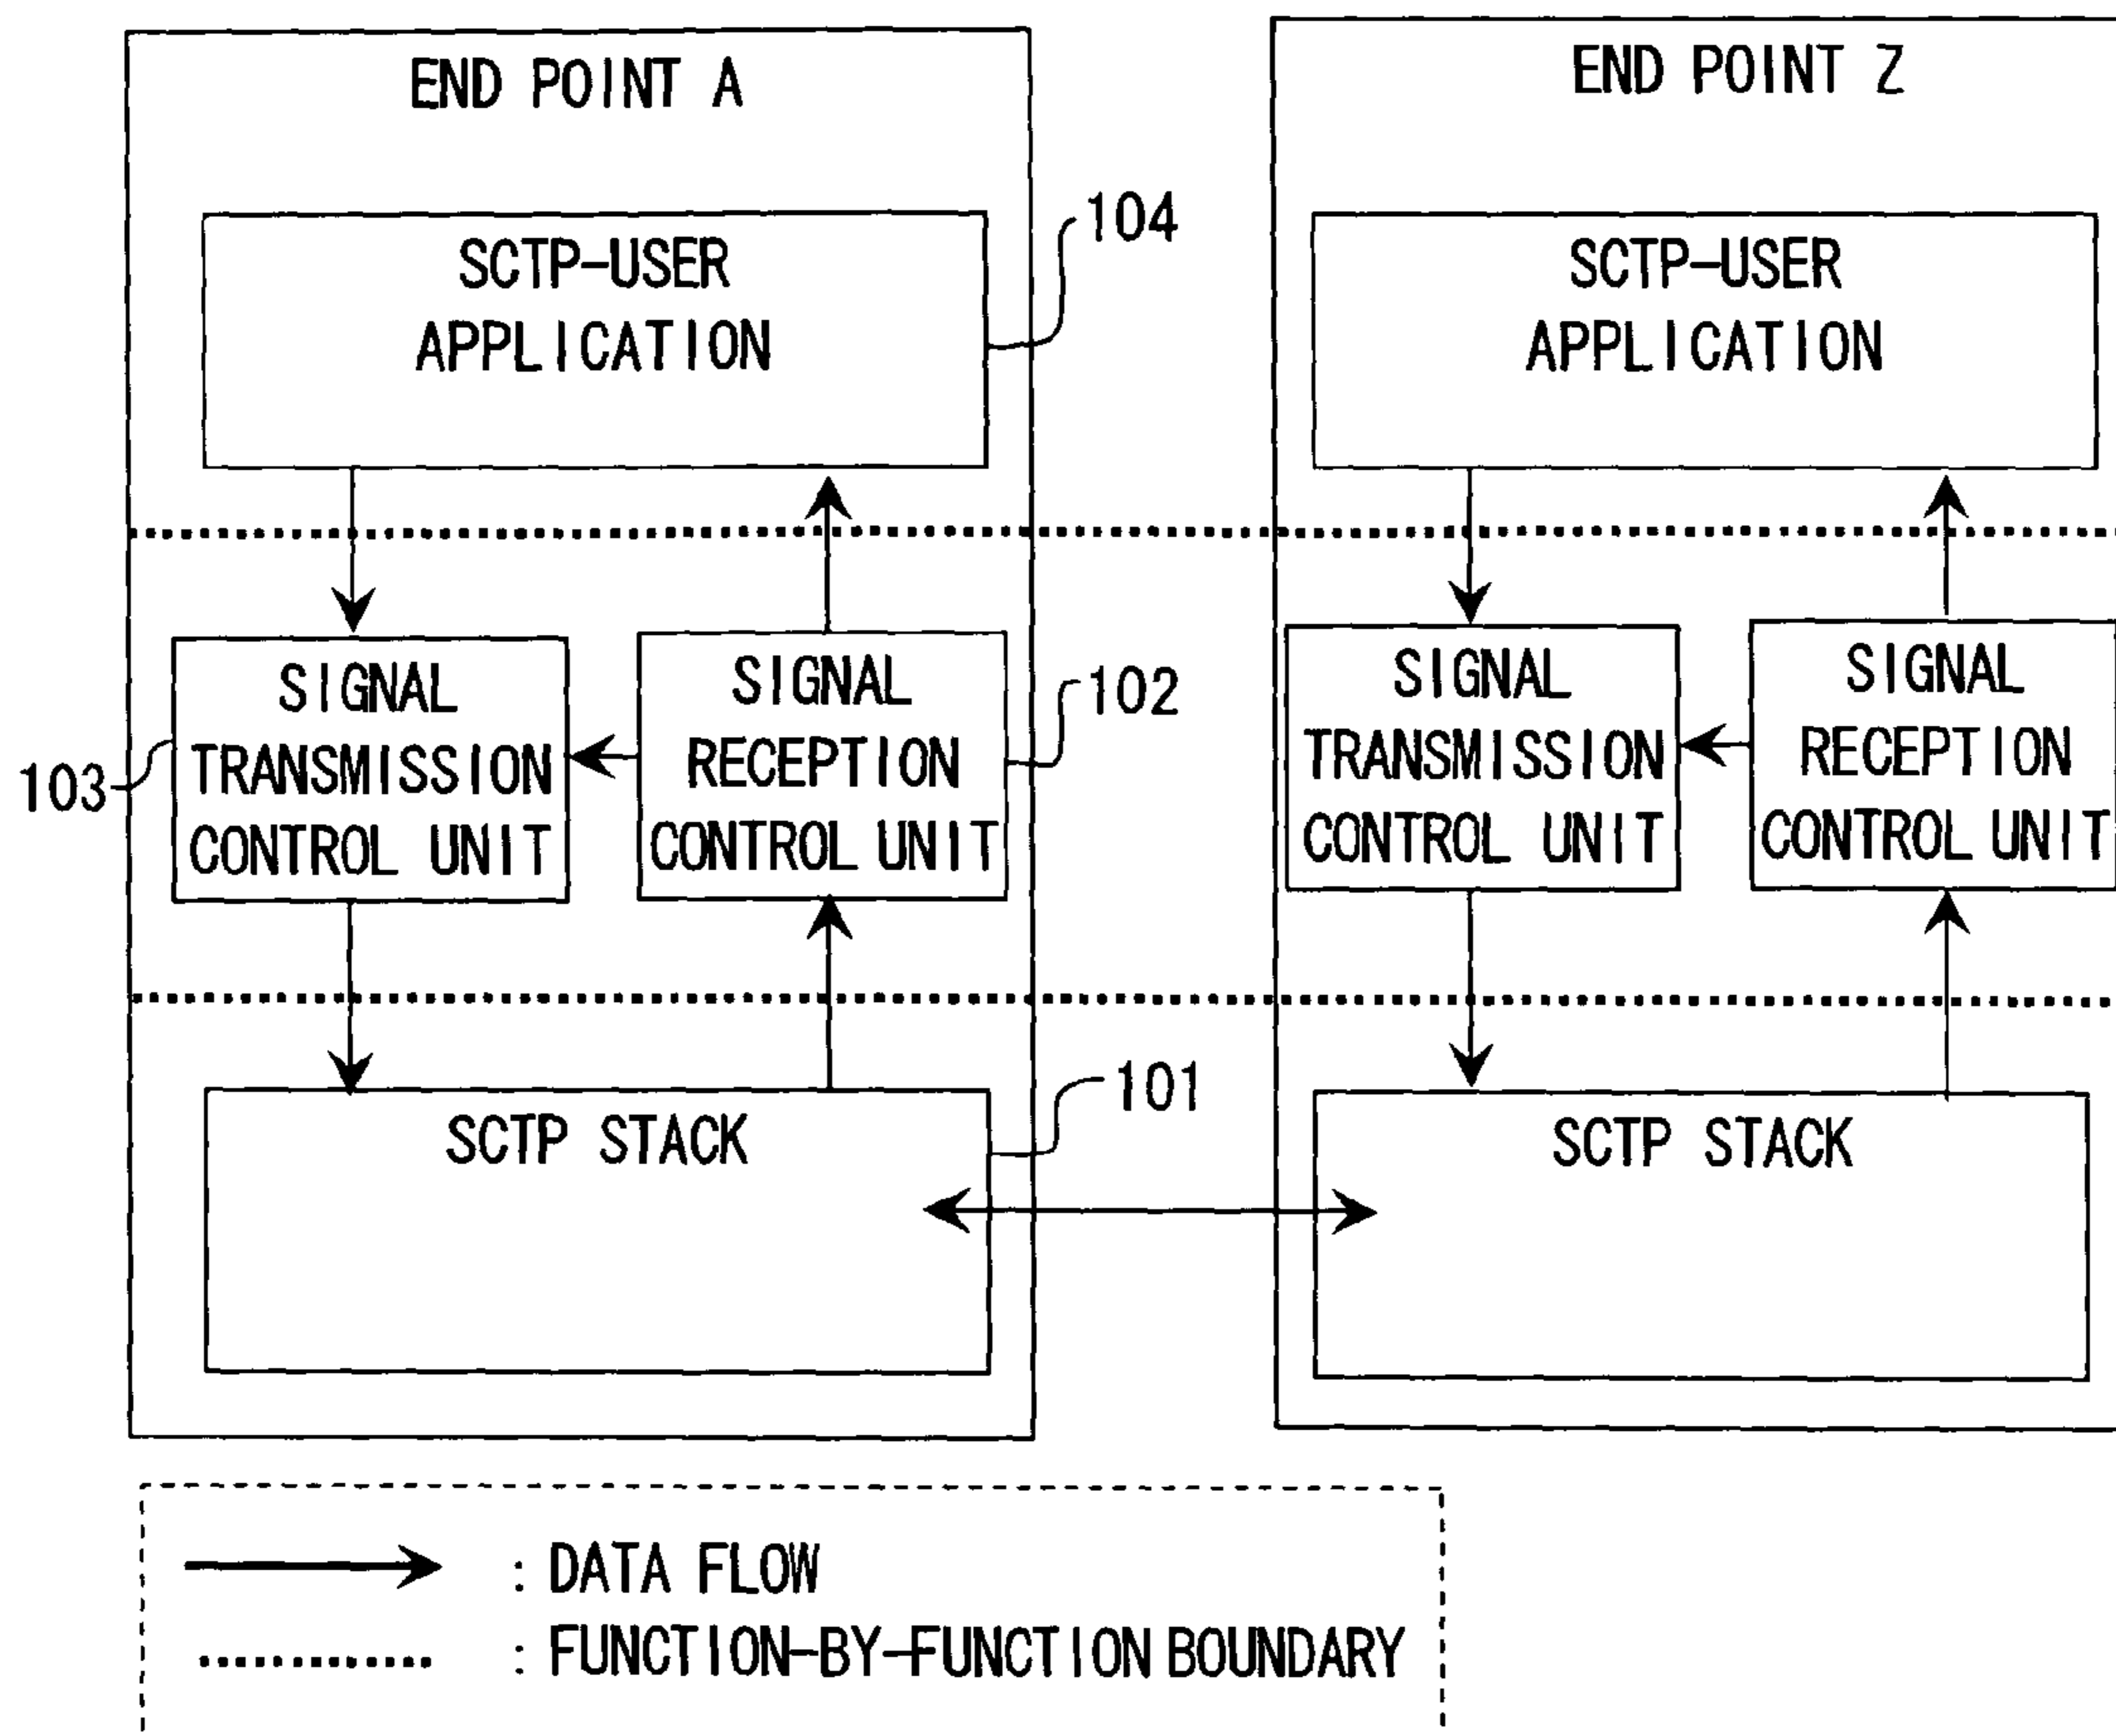 END POINT A
SCTP-USER
APPLICATION
104
SIGNAL
TRANSMISSION
CONTROL UNIT
103
SIGNAL
RECEPTION
CONTROL UNIT
102
SCTP STACK
101
END POINT Z
SCTP-USER
APPLICATION
SIGNAL
TRANSMISSION
CONTROL UNIT
SIGNAL
RECEPTION
CONTROL UNIT
SCTP STACK
: DATA FLOW
: FUNCTION-BY-FUNCTION BOUNDARY